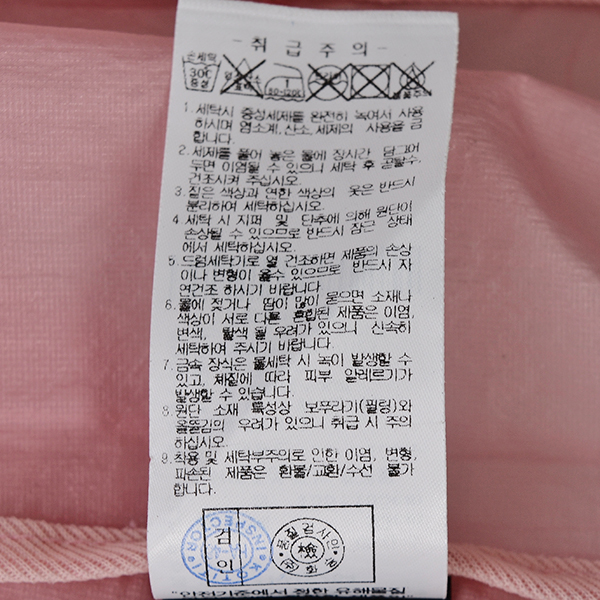 - 취 급 주 의 -
손세탁
30℃
중성
80-120℃
1. 세탁시 중성세제를 완전히 녹여서 사용
하시며 염소계, 산소, 세제의 사용을 금
합니다.
2. 세제를 풀어 놓은 물에 장시간 담그어
두면 이염될 수 있으니 세탁 후 곧탈수,
건조시켜 주십시오.
3. 짙은 색상과 연한 색상의 옷은 반드시
분리하여 세탁하십시오.
4 세탁 시 지퍼 및 단추에 의해 원단이
손상될 수 있으므로 반드시 잠근 상태
에서 세탁하십시오.
5. 드럼세탁기로 열 건조하면 제품의 손상
이나 변형이 올수 있으므로 반드시 자
연건조 하시기 바랍니다
6. 물에 젖거나 땀이 많이 묻으면 소재나
색상이 서로 다른 혼합된 제품은 이염,
변색, 탈색 될 우려가 있으니 신속히
세탁하여 주시기 바랍니다.
7. 금속 장식은 물세탁 시 녹이 발생할 수
있고, 체질에 따라 피부 알레르기가
발생할 수 있습니다.
8. 원단 소재 특성상 보푸라기(필링)와
올뜯김의 우려가 있으니 취급 시 주의
하십시오.
9. 착용 및 세탁부주의로 인한 이염, 변형,
파손된 제품은 환불/교환/수선 불가
합니다.
검
인
KOTITI INSPECTOR
품질검사인
檢
안전기준에서 정한 유해물질